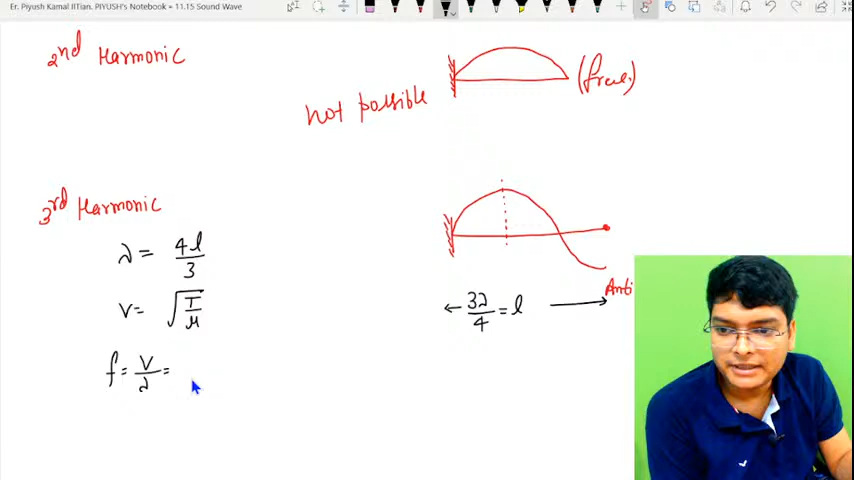 Er. Piyush Kamal IITian. PIYUSH's Notebook » 11.15 Sound Wave
2nd Harmonic
(free)
not possible
3rd Harmonic
λ = 4l/3
v = √T/μ
3λ/4 = l
Anti
f = v/λ =